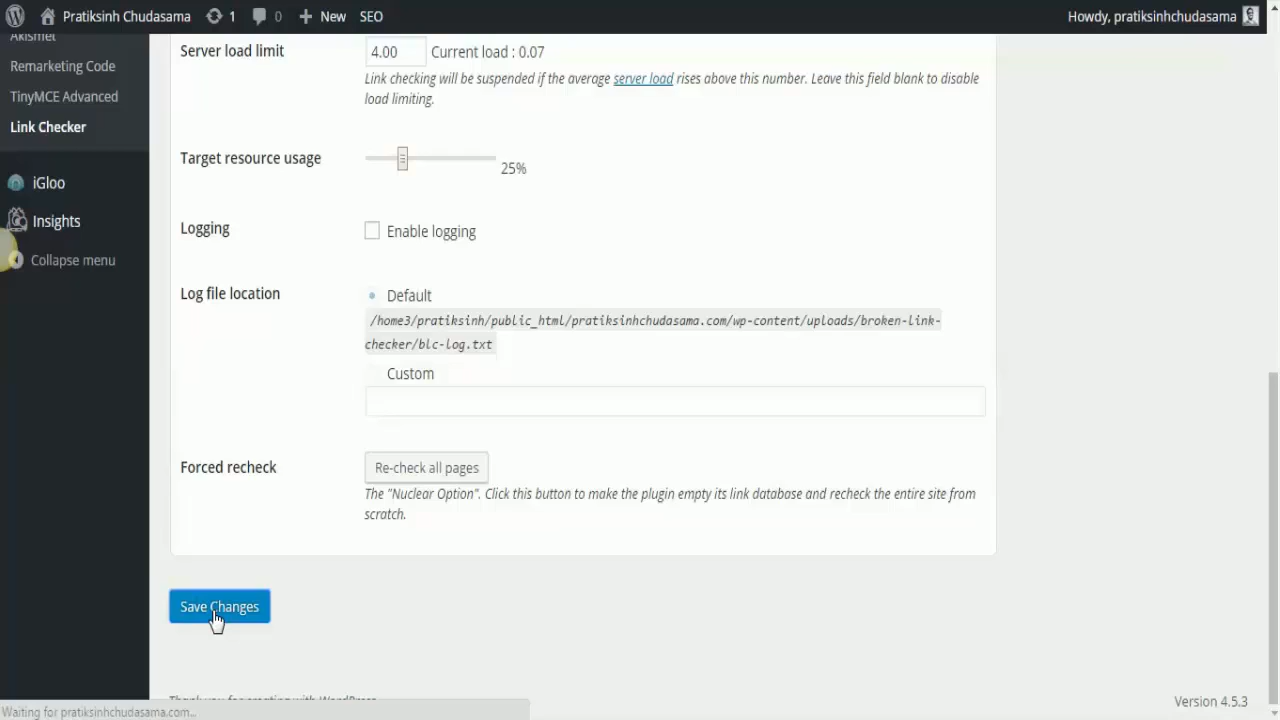 Pratiksinh Chudasama 1 0 New SEO Howdy, pratiksinhchudasama
Akismet
Remarketing Code
TinyMCE Advanced
Link Checker
iGloo
Insights
Collapse menu
Server load limit 4.00 Current load : 0.07
Link checking will be suspended if the average server load rises above this number. Leave this field blank to disable
load limiting.
Target resource usage 25%
Logging Enable logging
Log file location Default
/home3/pratiksinh/public_html/pratiksinhchudasama.com/wp-content/uploads/broken-link-
checker/blc-log.txt
Custom
Forced recheck Re-check all pages
The "Nuclear Option". Click this button to make the plugin empty its link database and recheck the entire site from
scratch.
Save Changes
Thank you for creating with WordPress. Version 4.5.3
Waiting for pratiksinhchudasama.com...